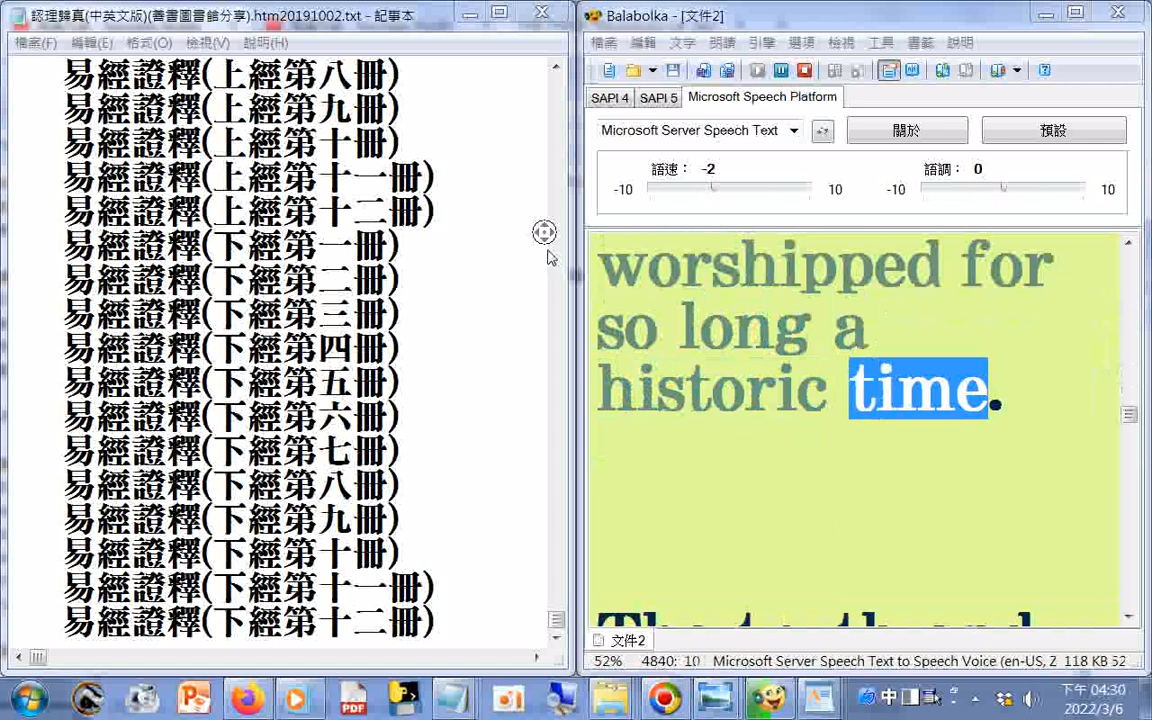 認理歸真(中英文版)(善書圖書館分享).htm20191002.txt - 記事本
檔案(F) 編輯(E) 格式(O) 檢視(V) 說明(H)
易經證釋(上經第八冊)
易經證釋(上經第九冊)
易經證釋(上經第十冊)
易經證釋(上經第十一冊)
易經證釋(上經第十二冊)
易經證釋(下經第一冊)
易經證釋(下經第二冊)
易經證釋(下經第三冊)
易經證釋(下經第四冊)
易經證釋(下經第五冊)
易經證釋(下經第六冊)
易經證釋(下經第七冊)
易經證釋(下經第八冊)
易經證釋(下經第九冊)
易經證釋(下經第十冊)
易經證釋(下經第十一冊)
易經證釋(下經第十二冊)
Balabolka - [文件2]
檔案 編輯 文字 朗讀 引擎 選項 檢視 工具 書籤 說明
SAPI 4 SAPI 5 Microsoft Speech Platform
Microsoft Server Speech Text 關於 預設
語速： -2 語調： 0
-10 10 -10 10
worshipped for
so long a
historic time.
文件2
52% 4840: 10 Microsoft Server Speech Text to Speech Voice (en-US, Z 118 KB 52
中
下午 04:30
2022/3/6